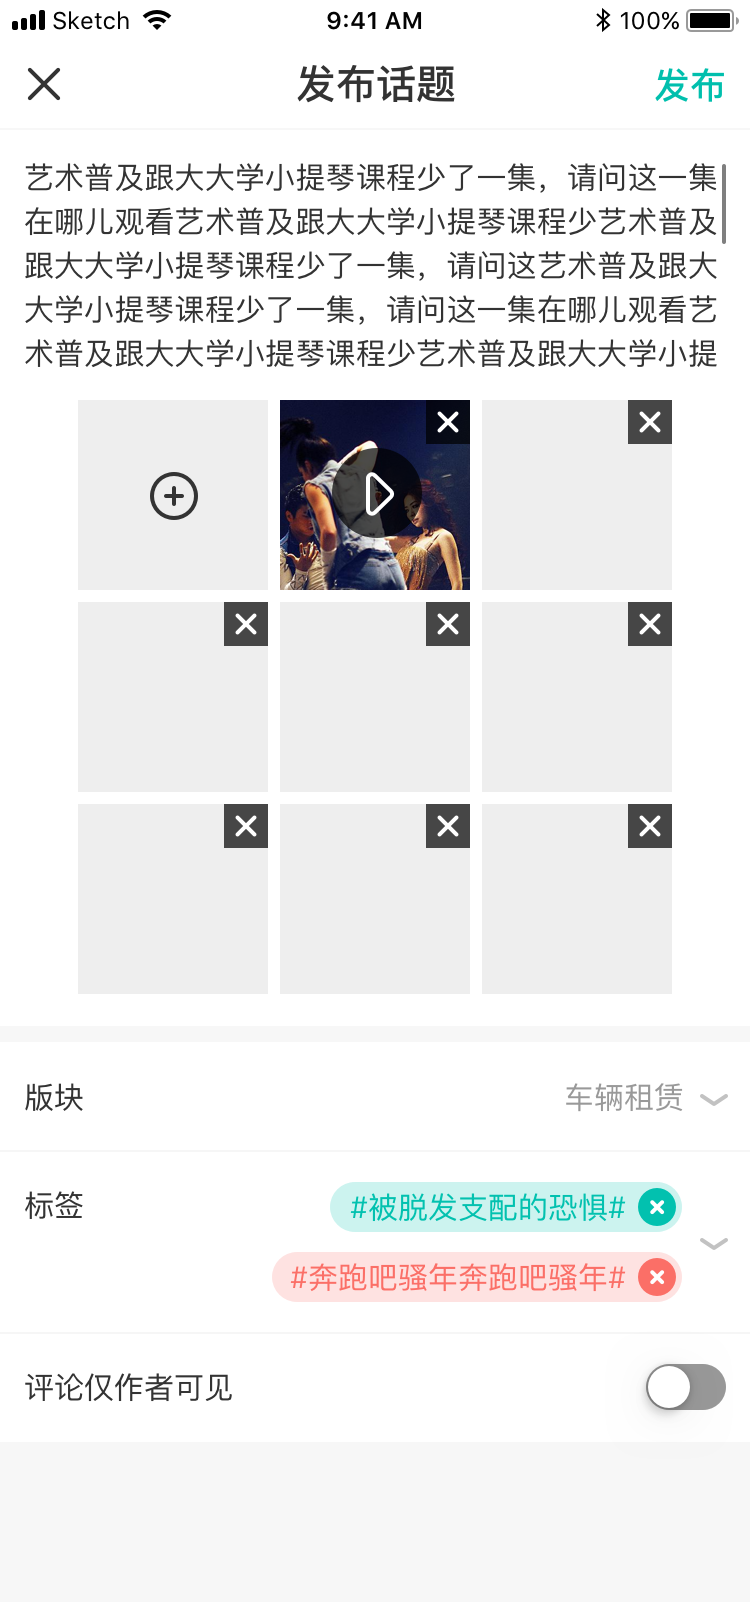 Sketch 9:41 AM 100%
发布话题 发布
艺术普及跟大大学小提琴课程少了一集，请问这一集
在哪儿观看艺术普及跟大大学小提琴课程少艺术普及
跟大大学小提琴课程少了一集，请问这艺术普及跟大
大学小提琴课程少了一集，请问这一集在哪儿观看艺
术普及跟大大学小提琴课程少艺术普及跟大大学小提
版块 车辆租赁
标签 #被脱发支配的恐惧#
#奔跑吧骚年奔跑吧骚年#
评论仅作者可见